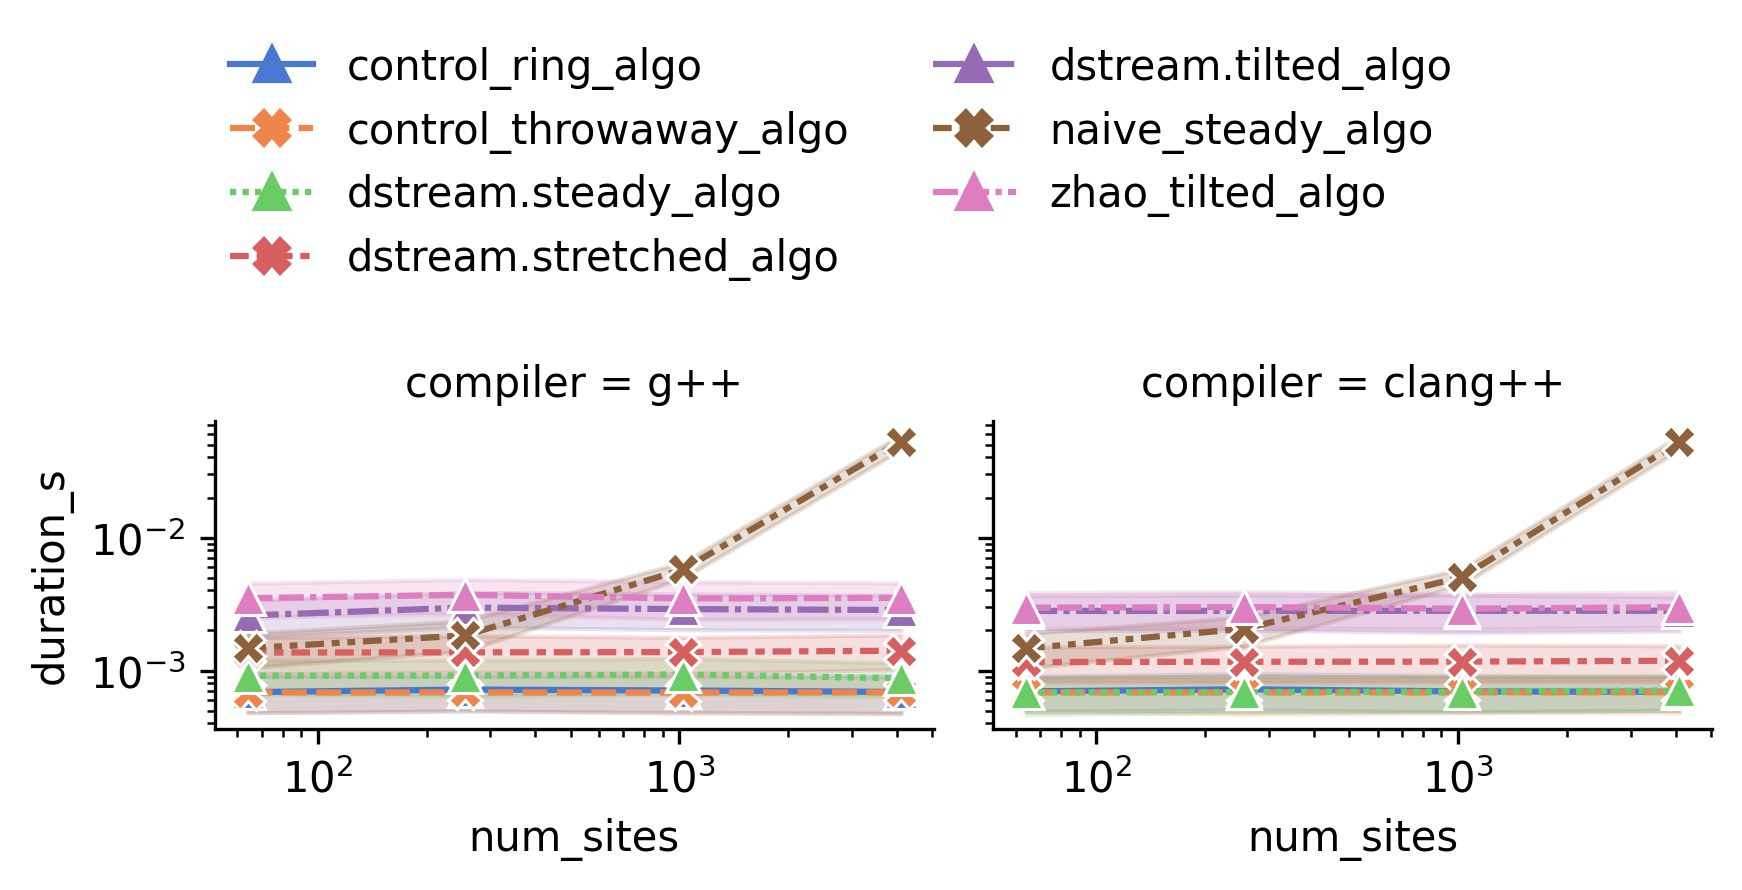 control_ring_algo
control_throwaway_algo
dstream.steady_algo
dstream.stretched_algo
dstream.tilted_algo
naive_steady_algo
zhao_tilted_algo
compiler = g++
compiler = clang++
duration_s
10⁻²
10⁻³
10²
10³
10²
10³
num_sites
num_sites